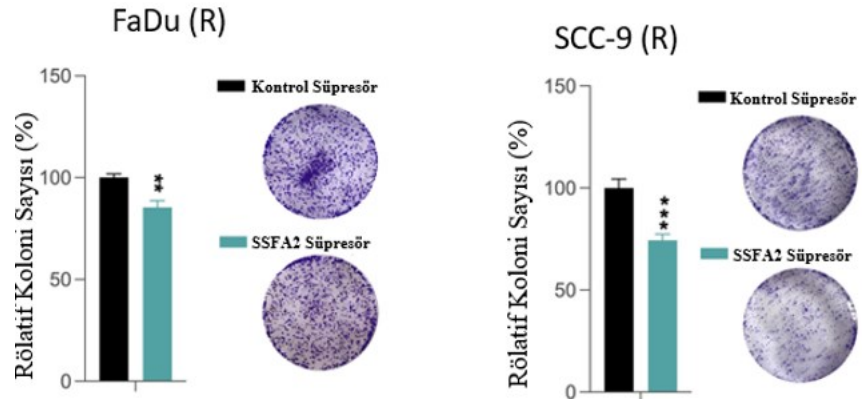 FaDu (R)
Rölatif Koloni Sayısı (%)
150
100
50
0
**
Kontrol Süpresör
SSFA2 Süpresör
SCC-9 (R)
Rölatif Koloni Sayısı (%)
150
100
50
0
***
Kontrol Süpresör
SSFA2 Süpresör